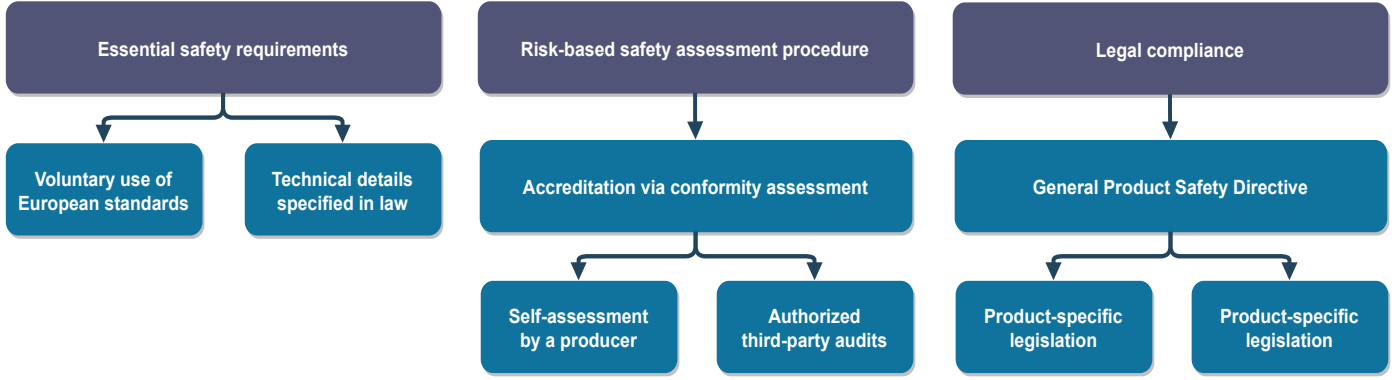 Essential safety requirements
Voluntary use of
European standards
Technical details
specified in law
Risk-based safety assessment procedure
Accreditation via conformity assessment
Self-assessment
by a producer
Authorized
third-party audits
Legal compliance
General Product Safety Directive
Product-specific
legislation
Product-specific
legislation